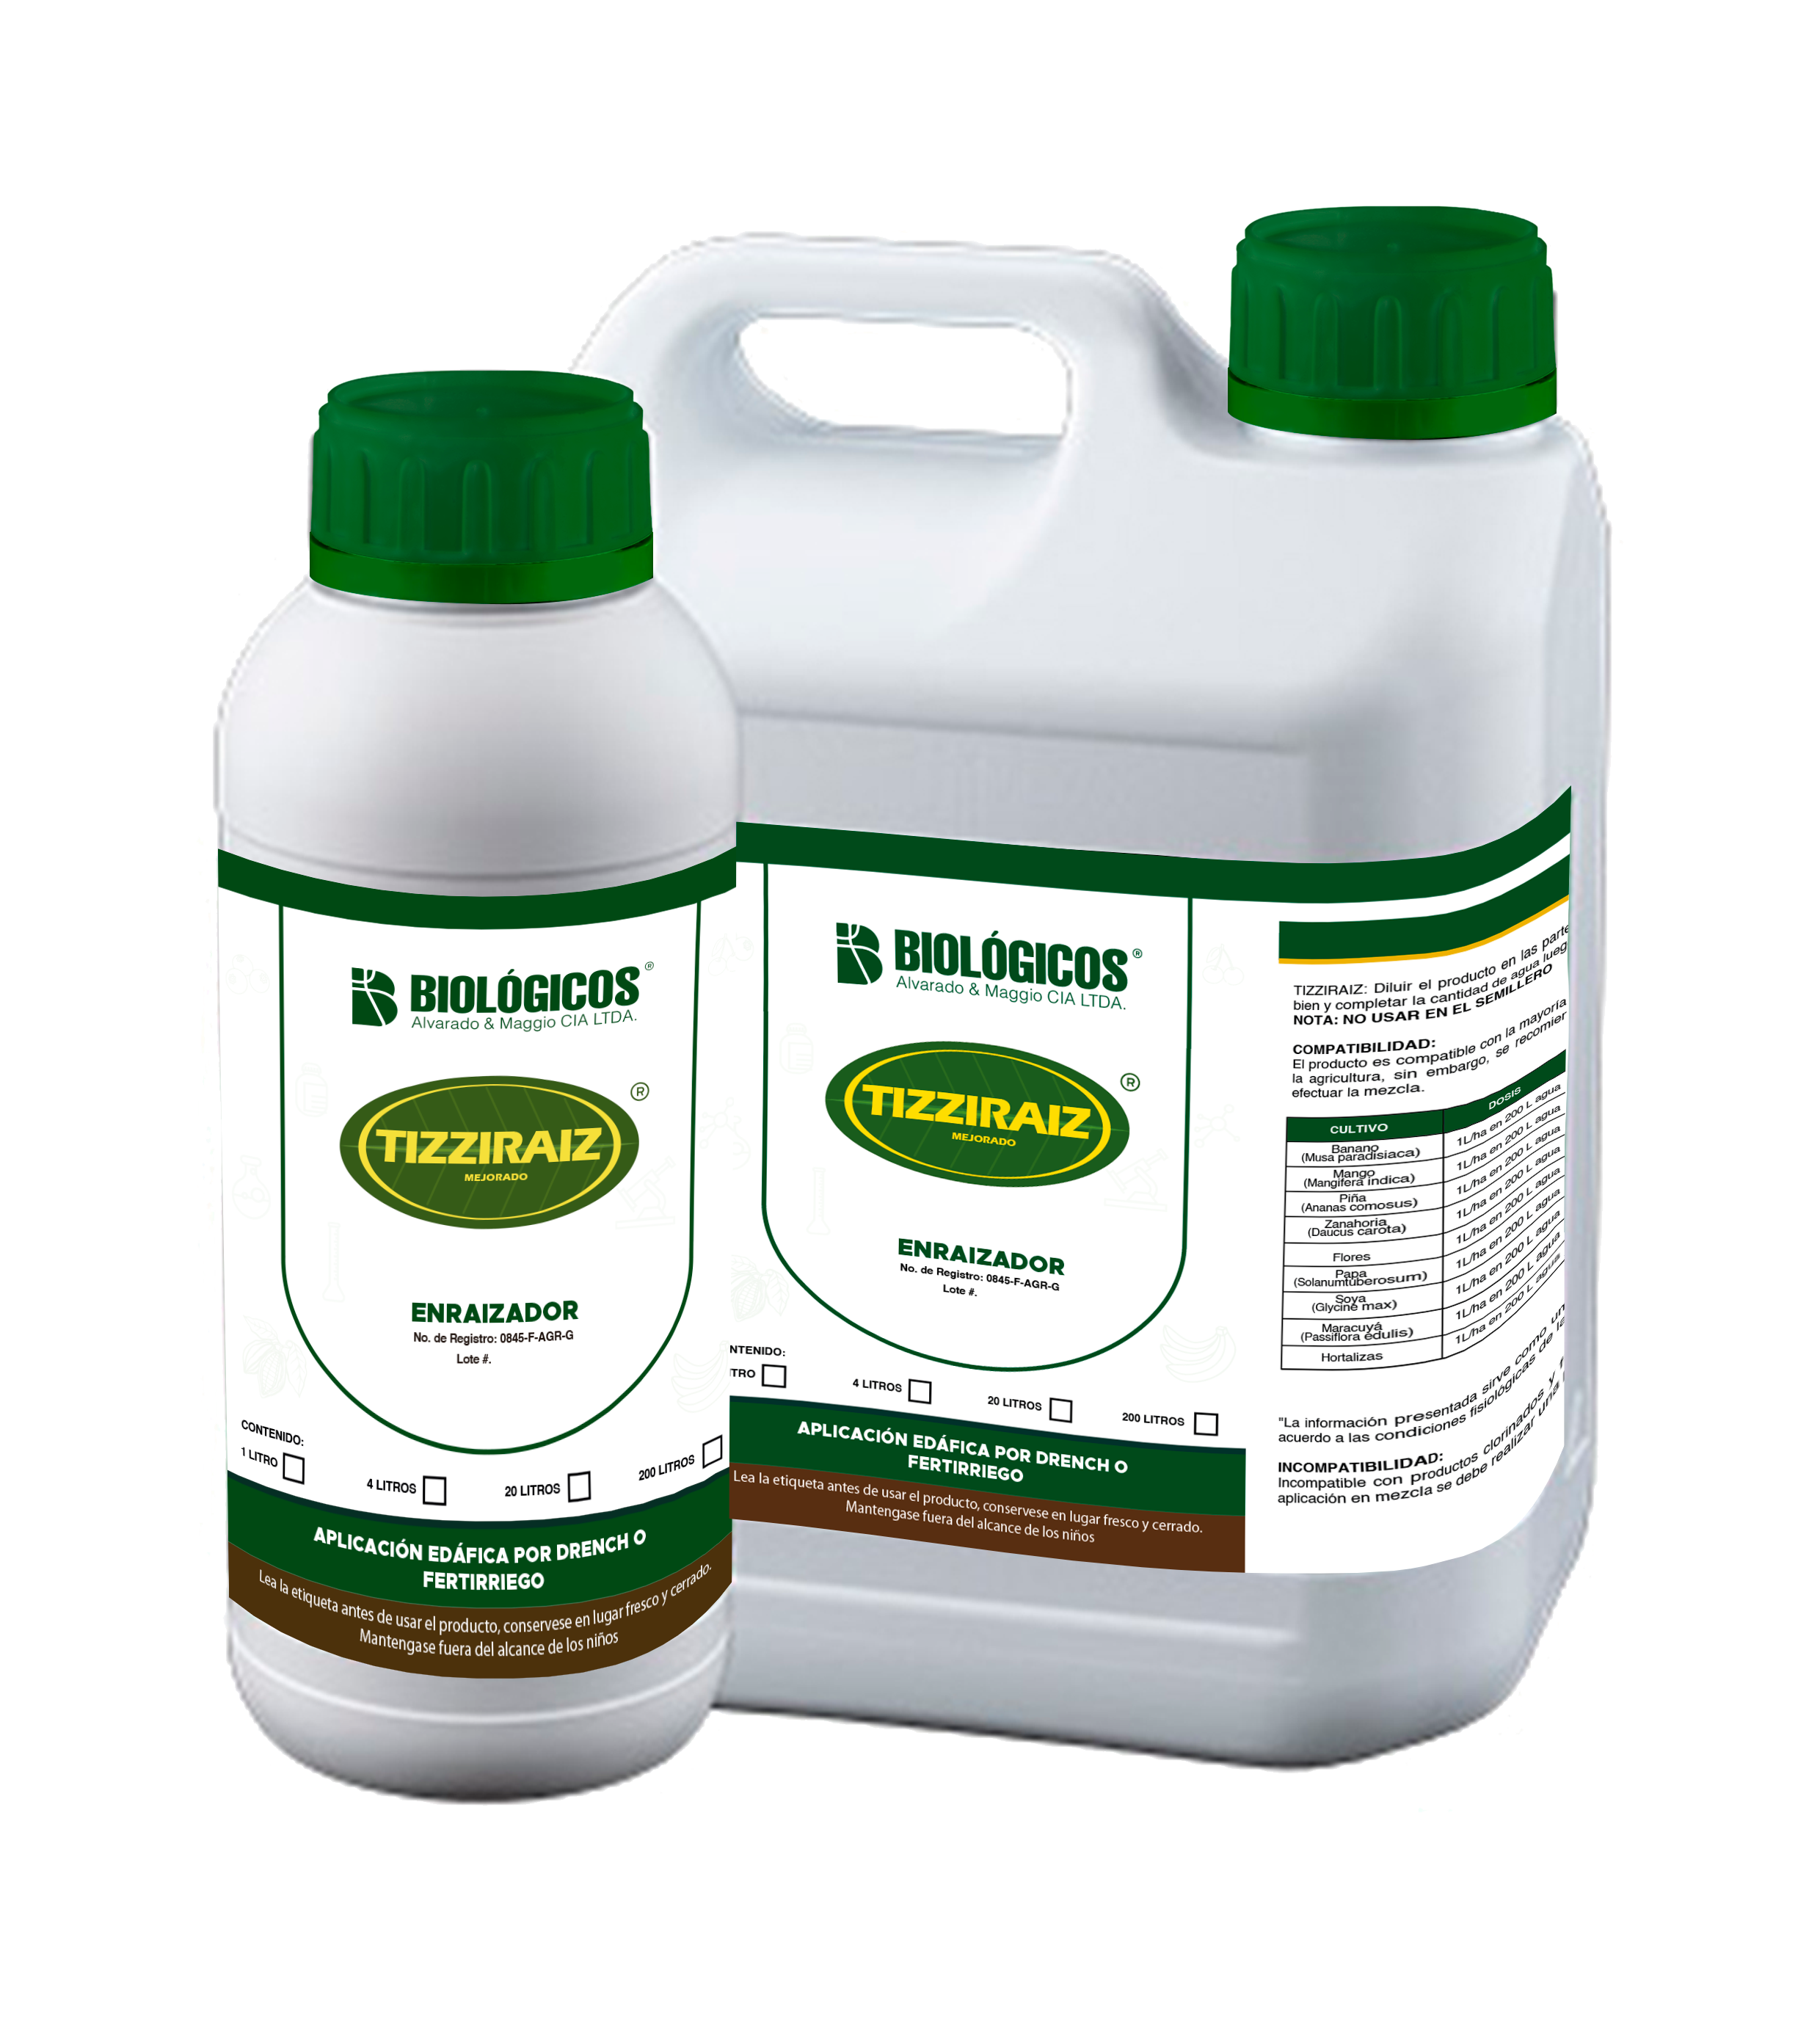 BIOLÓGICOS®
Alvarado & Maggio CIA LTDA.
TIZZIRAIZ
®
MEJORADO
ENRAIZADOR
No. de Registro: 0845-F-AGR-G
Lote #.
CONTENIDO:
1 LITRO
4 LITROS
20 LITROS
200 LITROS
APLICACIÓN EDÁFICA POR DRENCH O
FERTIRRIEGO
Lea la etiqueta antes de usar el producto, conservese en lugar fresco y cerrado.
Mantengase fuera del alcance de los niños
BIOLÓGICOS®
Alvarado & Maggio CIA LTDA.
TIZZIRAIZ
®
MEJORADO
ENRAIZADOR
No. de Registro: 0845-F-AGR-G
Lote #.
NTENIDO:
TRO
4 LITROS
20 LITROS
200 LITROS
APLICACIÓN EDÁFICA POR DRENCH O
FERTIRRIEGO
Lea la etiqueta antes de usar el producto, conservese en lugar fresco y cerrado.
Mantengase fuera del alcance de los niños
TIZZIRAIZ: Diluir el producto en las parte
bien y completar la cantidad de agua lueg
NOTA: NO USAR EN EL SEMILLERO
COMPATIBILIDAD:
El producto es compatible con la mayoría
la agricultura, sin embargo, se recomier
efectuar la mezcla.
CULTIVO DOSIS
Banano 1L/ha en 200 L agua
(Musa paradisiaca)
Mango 1L/ha en 200 L agua
(Mangifera indica)
Piña 1L/ha en 200 L agua
(Ananas comosus)
Zanahoria 1L/ha en 200 L agua
(Daucus carota)
Flores 1L/ha en 200 L agua
Papa 1L/ha en 200 L agua
(Solanumtuberosum)
Soya 1L/ha en 200 L agua
(Glycine max)
Maracuyá 1L/ha en 200 L agua
(Passiflora edulis)
Hortalizas 1L/ha en 200 L agua
"La información presentada sirve como un
acuerdo a las condiciones fisiológicas de la
INCOMPATIBILIDAD:
Incompatible con productos clorinados y
aplicación en mezcla se debe realizar una